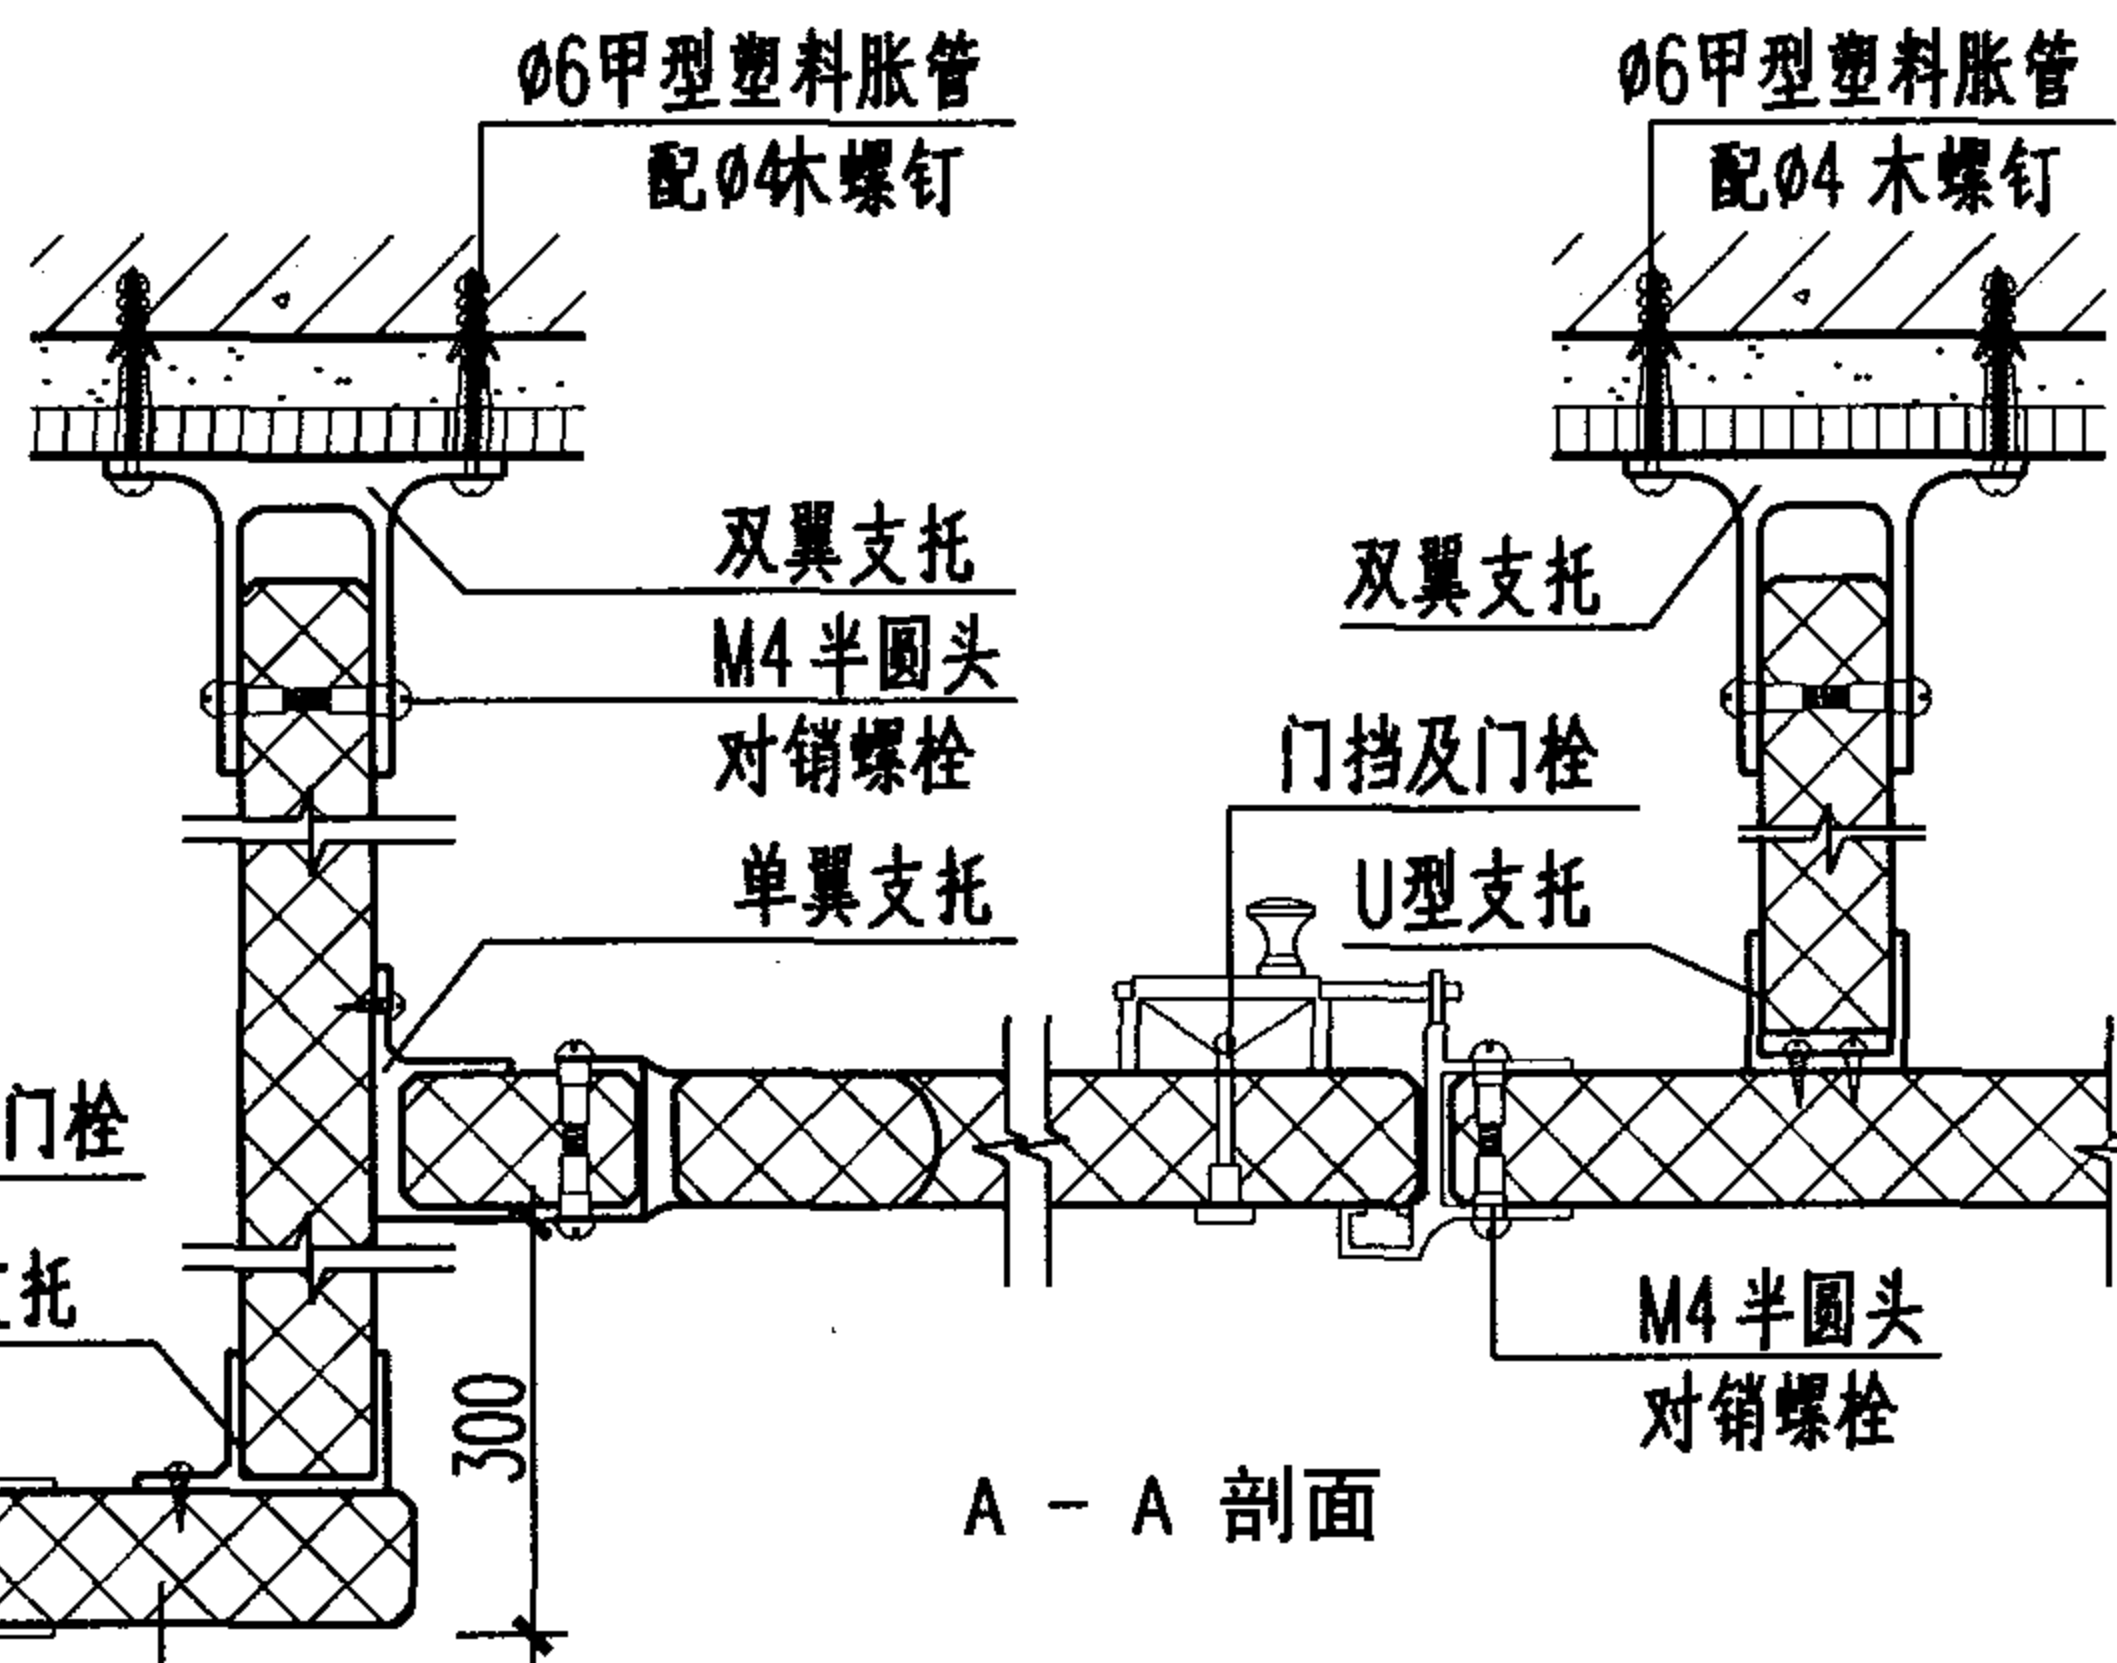 ø6甲型塑料胀管
配ø4木螺钉
ø6甲型塑料胀管
配ø4 木螺钉
双翼支托
M4 半圆头
对销螺栓
单翼支托
双翼支托
门挡及门栓
U型支托
门栓
托
300
M4 半圆头
对销螺栓
A - A 剖面